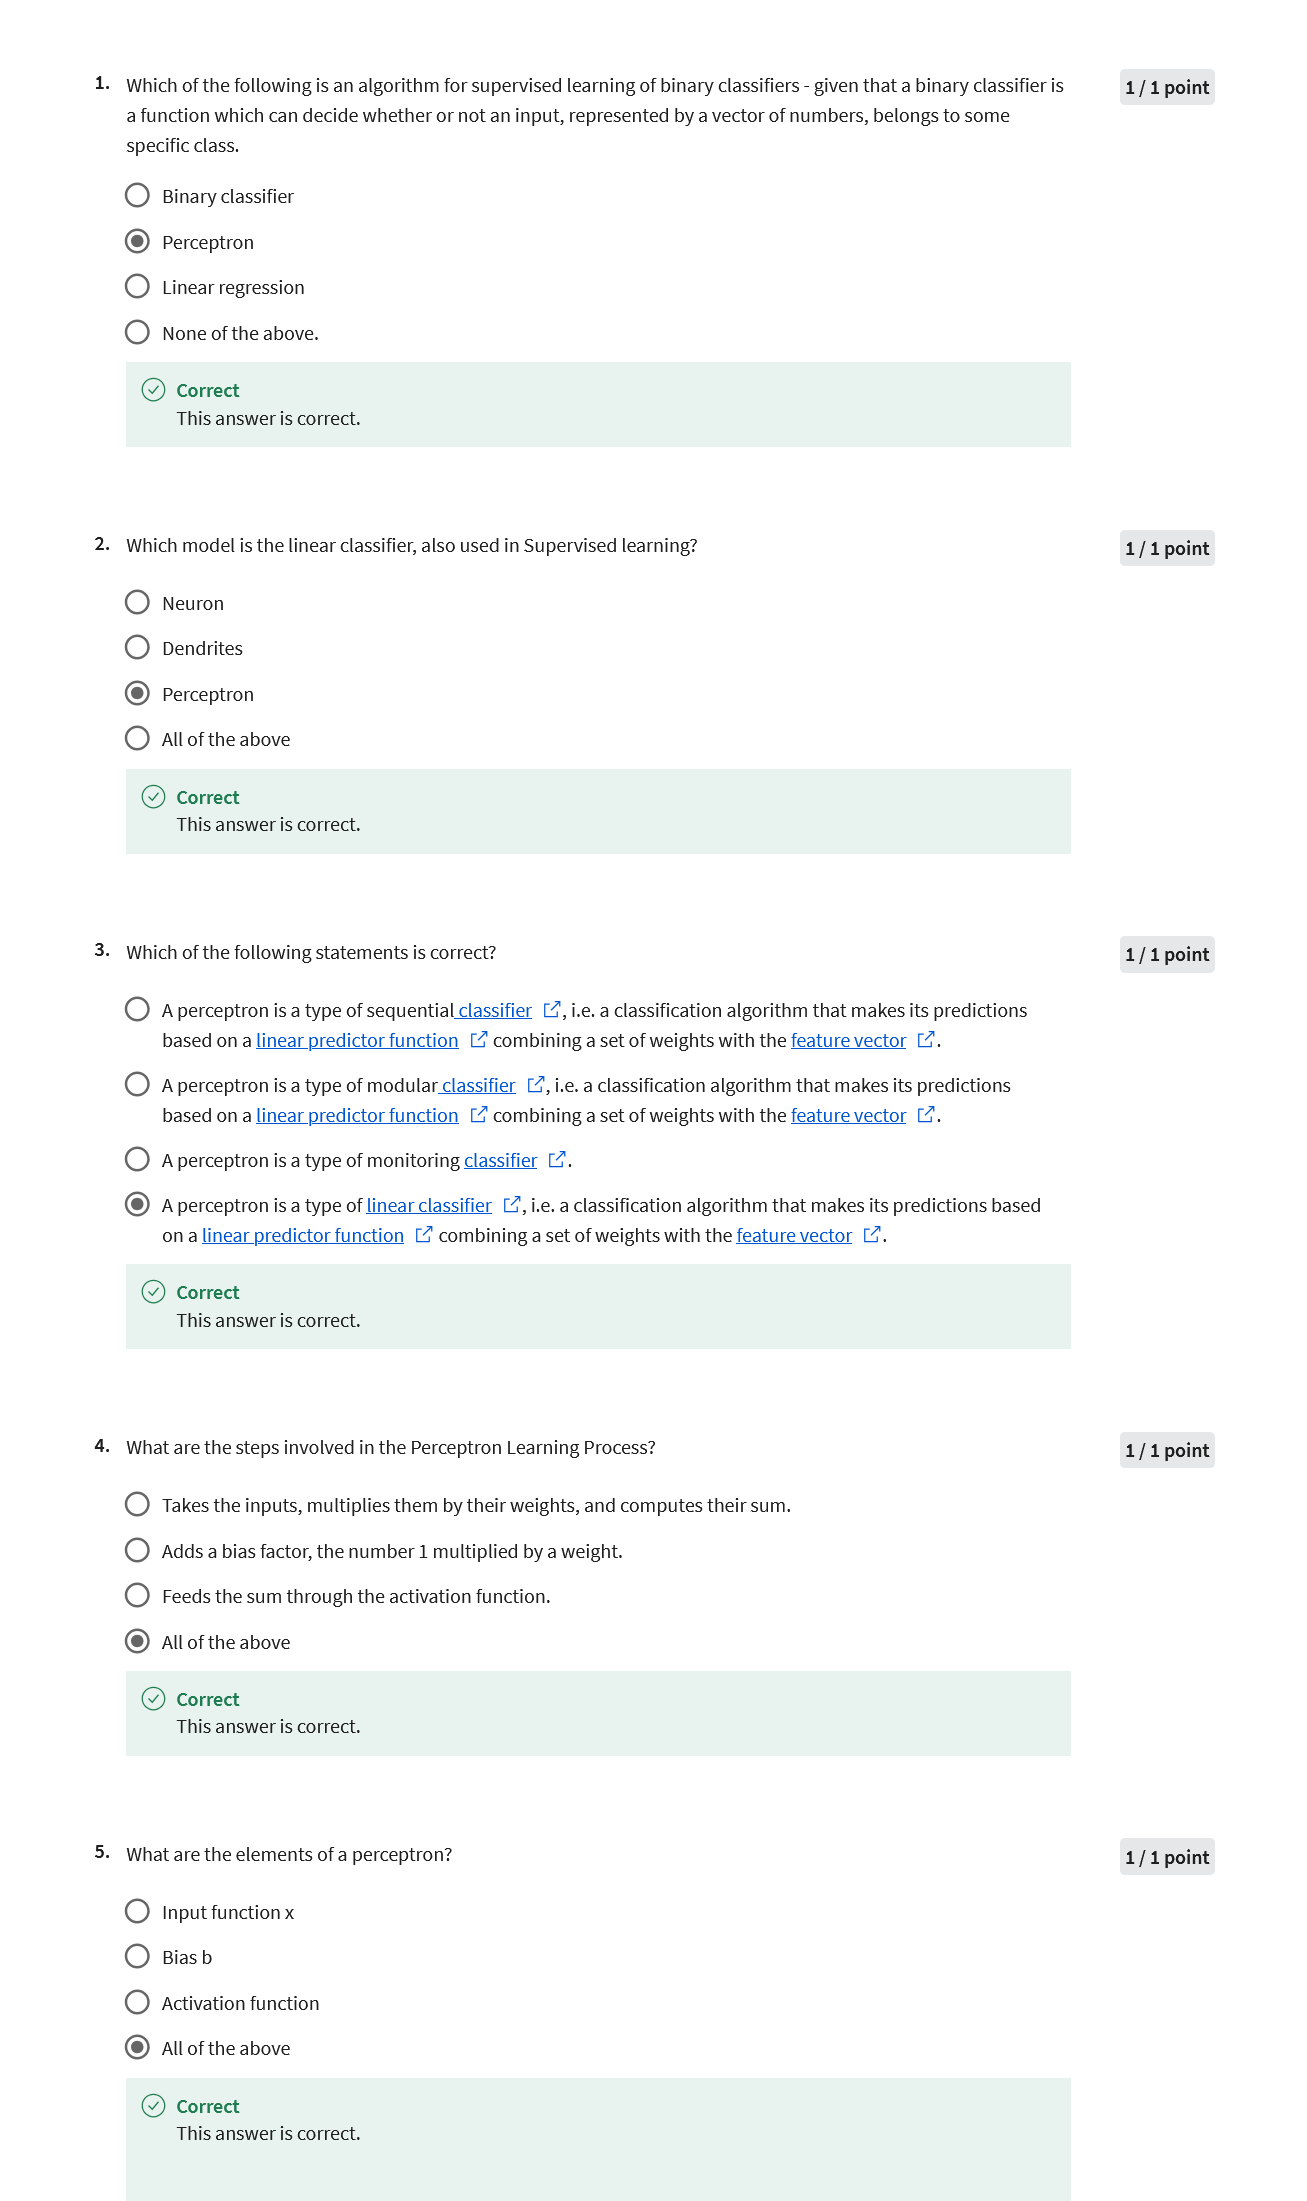 1. Which of the following is an algorithm for supervised learning of binary classifiers - given that a binary classifier is 1 / 1 point
a function which can decide whether or not an input, represented by a vector of numbers, belongs to some
specific class.
Binary classifier
Perceptron
Linear regression
None of the above.
Correct
This answer is correct.
2. Which model is the linear classifier, also used in Supervised learning? 1 / 1 point
Neuron
Dendrites
Perceptron
All of the above
Correct
This answer is correct.
3. Which of the following statements is correct? 1 / 1 point
A perceptron is a type of sequential classifier , i.e. a classification algorithm that makes its predictions
based on a linear predictor function combining a set of weights with the feature vector .
A perceptron is a type of modular classifier , i.e. a classification algorithm that makes its predictions
based on a linear predictor function combining a set of weights with the feature vector .
A perceptron is a type of monitoring classifier .
A perceptron is a type of linear classifier , i.e. a classification algorithm that makes its predictions based
on a linear predictor function combining a set of weights with the feature vector .
Correct
This answer is correct.
4. What are the steps involved in the Perceptron Learning Process? 1 / 1 point
Takes the inputs, multiplies them by their weights, and computes their sum.
Adds a bias factor, the number 1 multiplied by a weight.
Feeds the sum through the activation function.
All of the above
Correct
This answer is correct.
5. What are the elements of a perceptron? 1 / 1 point
Input function x
Bias b
Activation function
All of the above
Correct
This answer is correct.